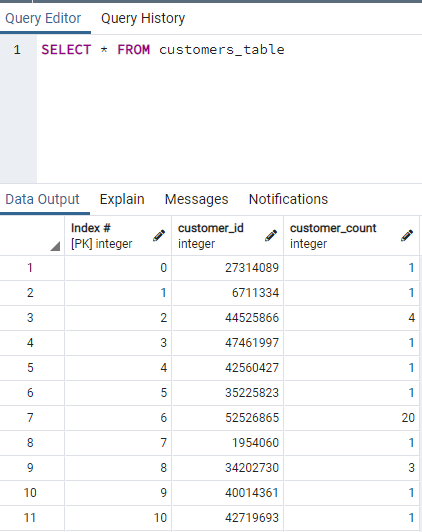 Query Editor Query History
1 SELECT * FROM customers_table
Data Output Explain Messages Notifications
Index # customer_id customer_count
[PK] integer integer integer
1 0 27314089 1
2 1 6711334 1
3 2 44525866 4
4 3 47461997 1
5 4 42560427 1
6 5 35225823 1
7 6 52526865 20
8 7 1954060 1
9 8 34202730 3
10 9 40014361 1
11 10 42719693 1